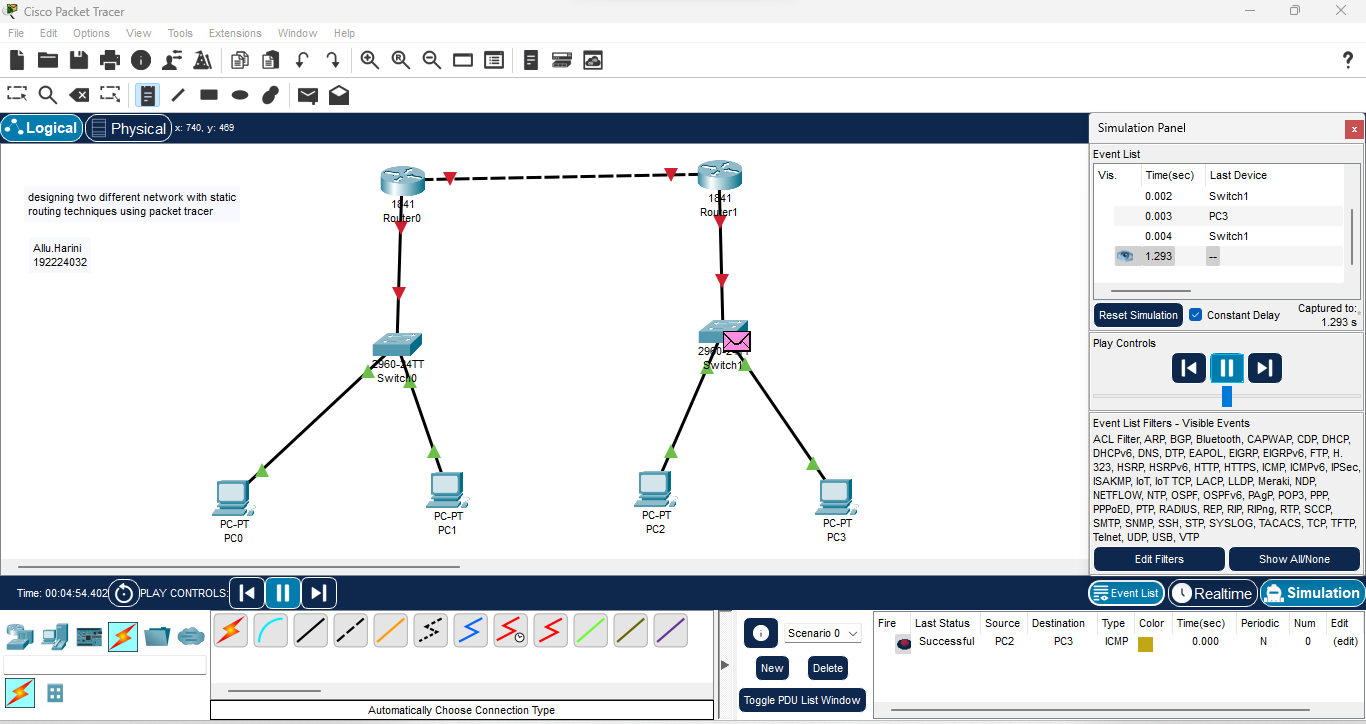 Cisco Packet Tracer
File Edit Options View Tools Extensions Window Help
Logical Physical x: 740, y: 469
designing two different network with static
routing techniques using packet tracer
Allu.Harini
192224032
1841
Router0
1841
Router1
2960-24TT
Switch0
Switch1
PC-PT
PC0
PC-PT
PC1
PC-PT
PC2
PC-PT
PC3
Simulation Panel
x
Event List
Vis. Time(sec) Last Device
0.002 Switch1
0.003 PC3
0.004 Switch1
1.293 --
Reset Simulation Constant Delay Captured to:
1.293 s
Play Controls
Event List Filters - Visible Events
ACL Filter, ARP, BGP, Bluetooth, CAPWAP, CDP, DHCP,
DHCPv6, DNS, DTP, EAPOL, EIGRP, EIGRPv6, FTP, H.
323, HSRP, HSRPv6, HTTP, HTTPS, ICMP, ICMPv6, IPSec,
ISAKMP, IoT, IoT TCP, LACP, LLDP, Meraki, NDP,
NETFLOW, NTP, OSPF, OSPFv6, PAgP, POP3, PPP,
PPPoED, PTP, RADIUS, REP, RIP, RIPng, RTP, SCCP,
SMTP, SNMP, SSH, STP, SYSLOG, TACACS, TCP, TFTP,
Telnet, UDP, USB, VTP
Edit Filters Show All/None
Time: 00:04:54.402 PLAY CONTROLS: Event List Realtime Simulation
Automatically Choose Connection Type
Scenario 0
New Delete
Toggle PDU List Window
Fire Last Status Source Destination Type Color Time(sec) Periodic Num Edit
Successful PC2 PC3 ICMP 0.000 N 0 (edit)